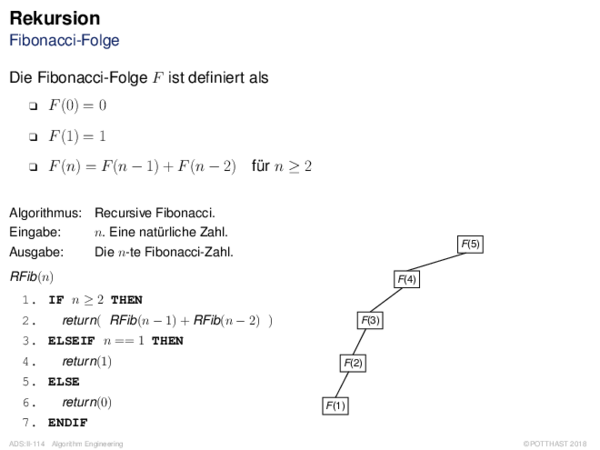 Rekursion
Fibonacci-Folge
Die Fibonacci-Folge F ist definiert als
❑ F(0) = 0
❑ F(1) = 1
❑ F(n) = F(n − 1) + F(n − 2) für n ≥ 2
Algorithmus: Recursive Fibonacci.
Eingabe: n. Eine natürliche Zahl.
Ausgabe: Die n-te Fibonacci-Zahl.
RFib(n)
1. IF n ≥ 2 THEN
2. return( RFib(n − 1) + RFib(n − 2) )
3. ELSEIF n == 1 THEN
4. return(1)
5. ELSE
6. return(0)
7. ENDIF
F(5)
F(4)
F(3)
F(2)
F(1)
ADS:II-114 Algorithm Engineering
©POTTHAST 2018